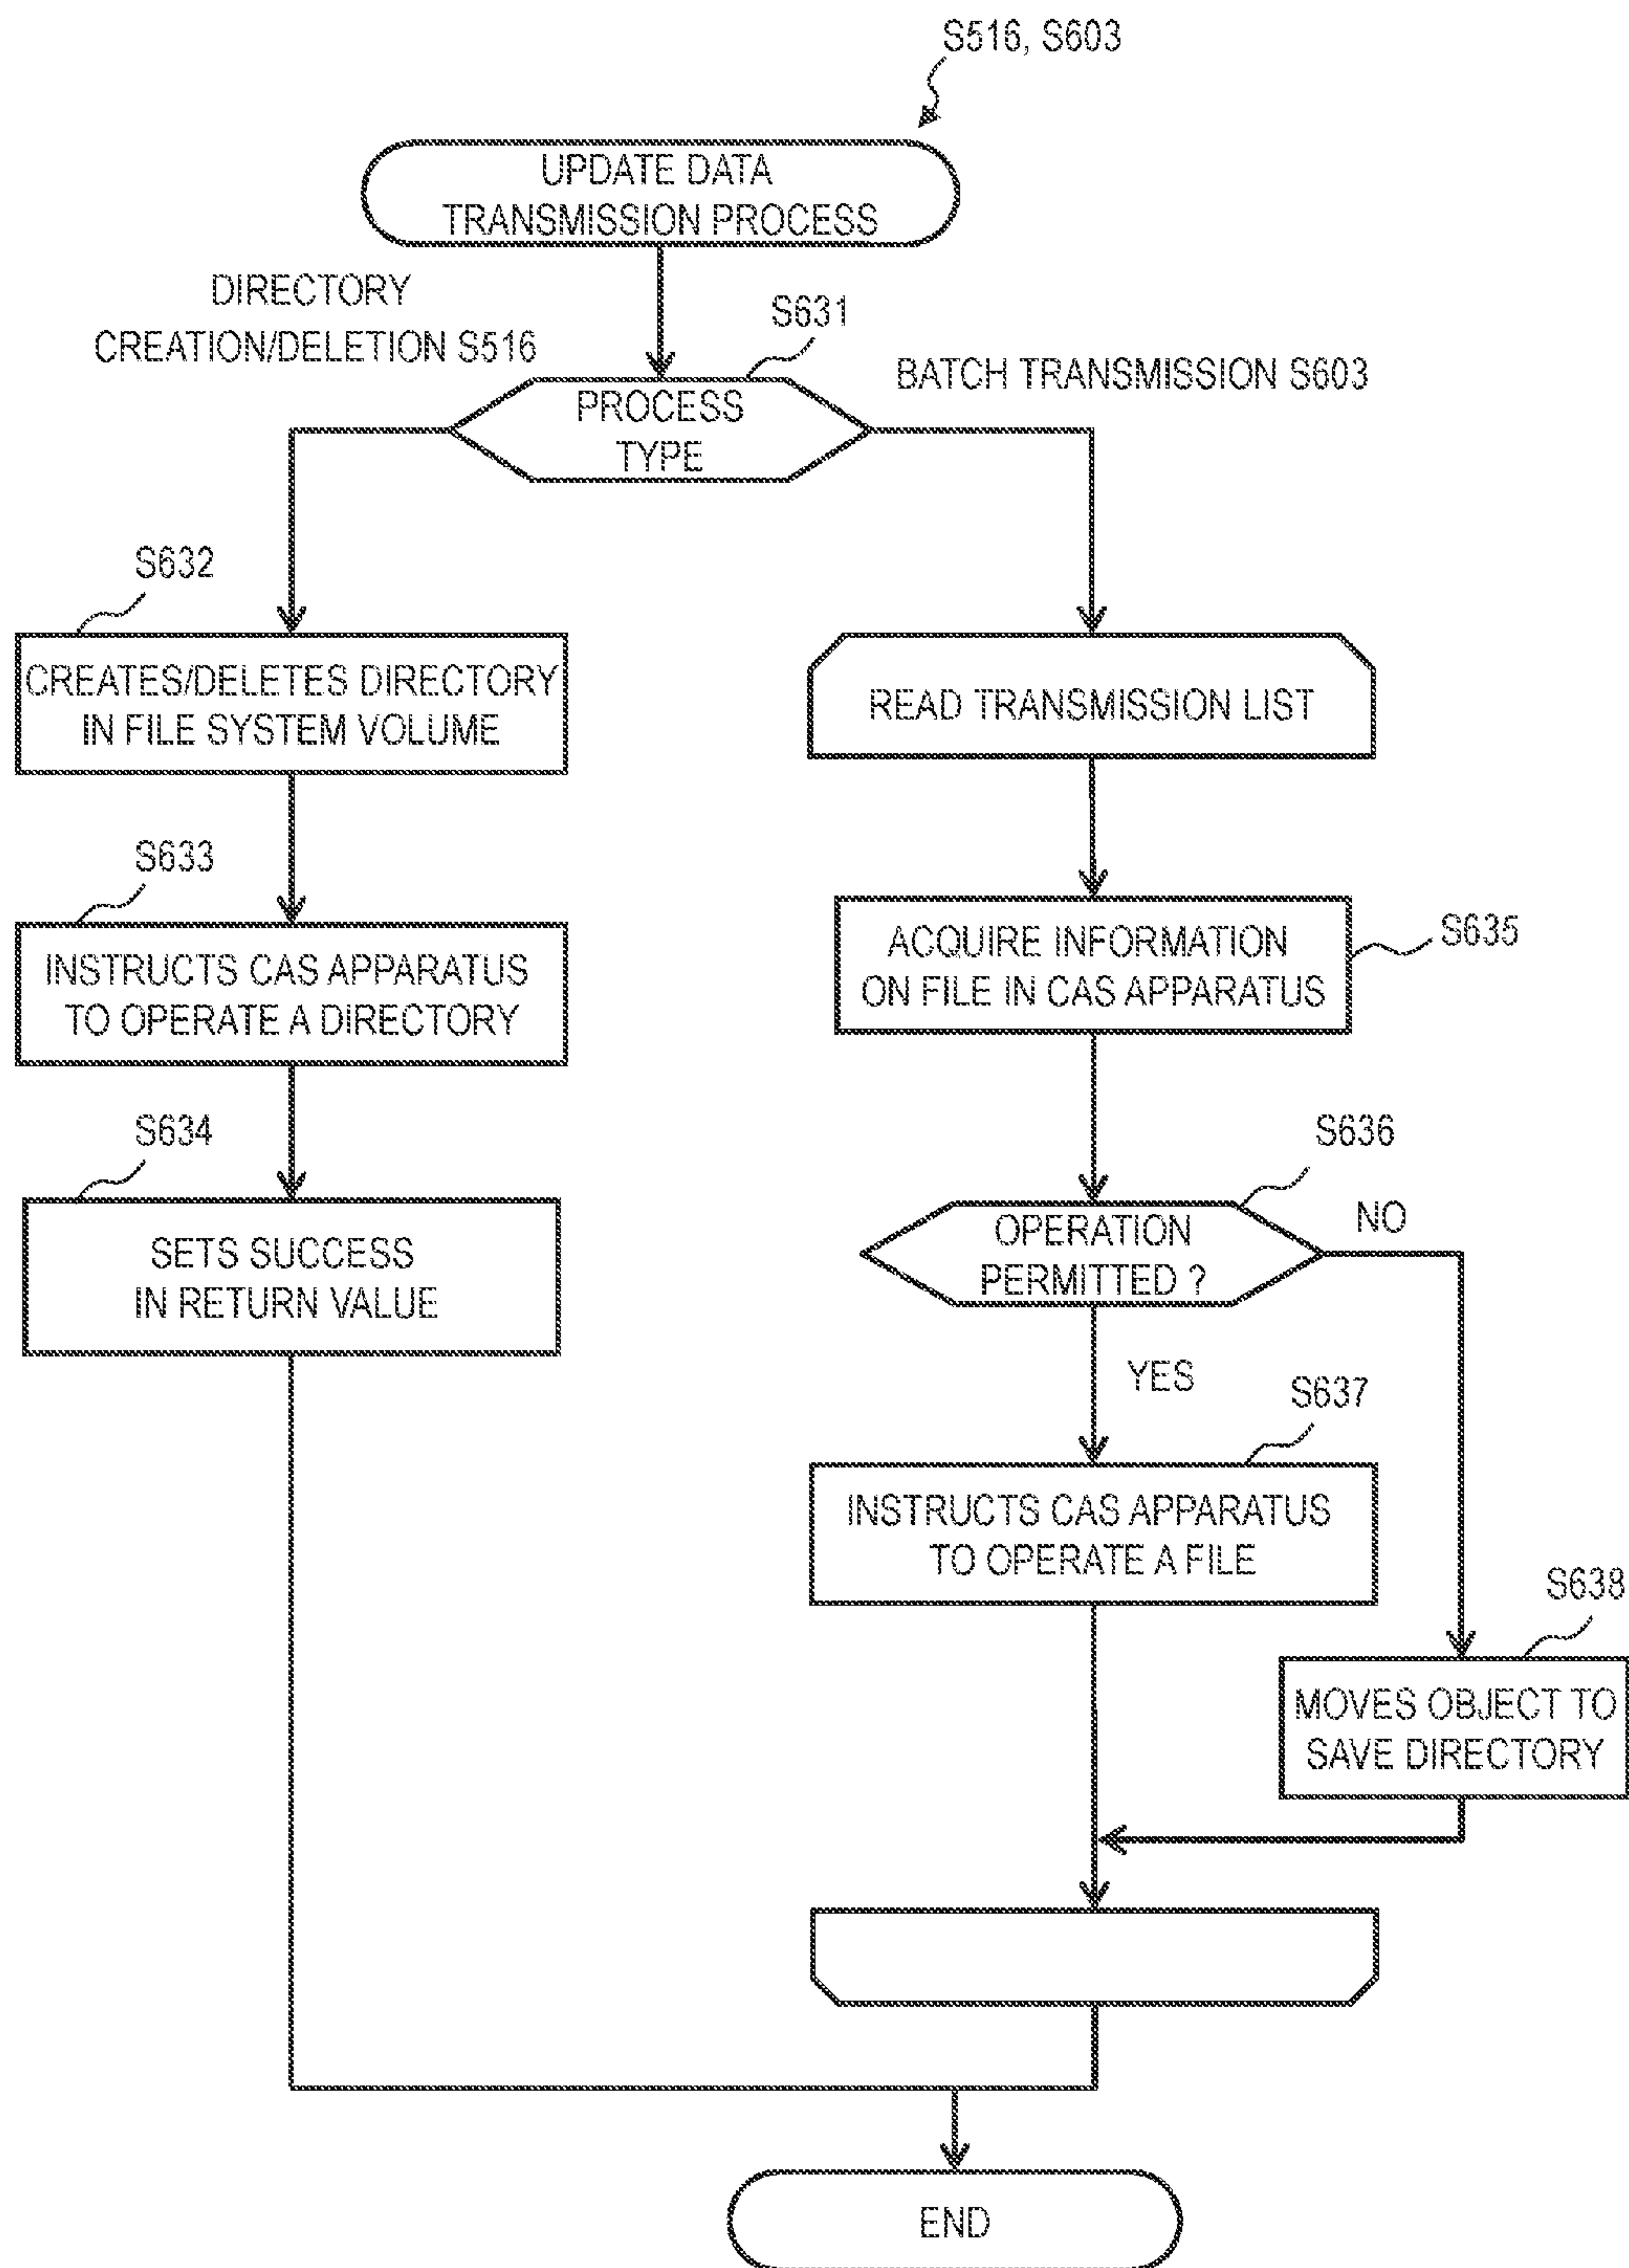 S516, S603
UPDATE DATA
TRANSMISSION PROCESS
DIRECTORY
CREATION/DELETION S516
S631
BATCH TRANSMISSION S603
PROCESS
TYPE
S632
CREATES/DELETES DIRECTORY
IN FILE SYSTEM VOLUME
READ TRANSMISSION LIST
S633
INSTRUCTS CAS APPARATUS
TO OPERATE A DIRECTORY
ACQUIRE INFORMATION
ON FILE IN CAS APPARATUS
S635
S634
SETS SUCCESS
IN RETURN VALUE
S636
OPERATION
PERMITTED ?
NO
YES
S637
INSTRUCTS CAS APPARATUS
TO OPERATE A FILE
S638
MOVES OBJECT TO
SAVE DIRECTORY
END